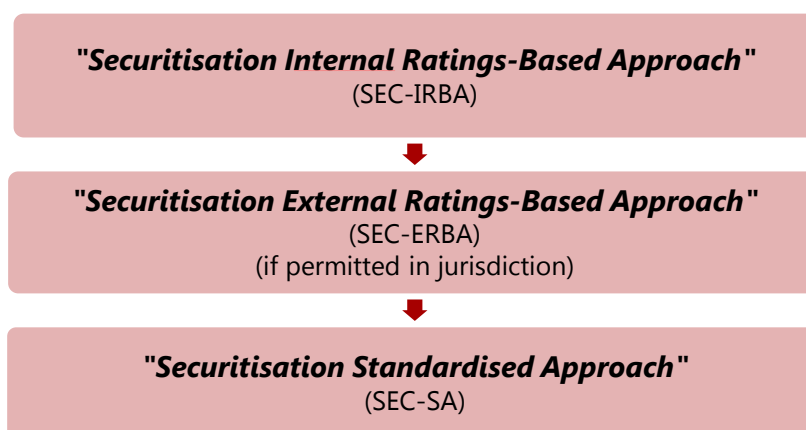 "Securitisation Internal Ratings-Based Approach"
(SEC-IRBA)
"Securitisation External Ratings-Based Approach"
(SEC-ERBA)
(if permitted in jurisdiction)
"Securitisation Standardised Approach"
(SEC-SA)